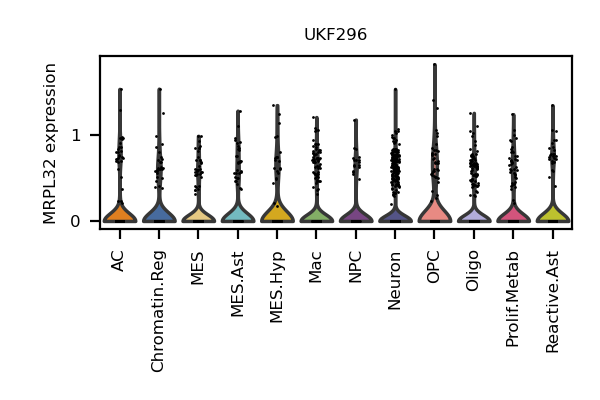 UKF296
MRPL32 expression
1
0
AC
Chromatin.Reg
MES
MES.Ast
MES.Hyp
Mac
NPC
Neuron
OPC
Oligo
Prolif.Metab
Reactive.Ast